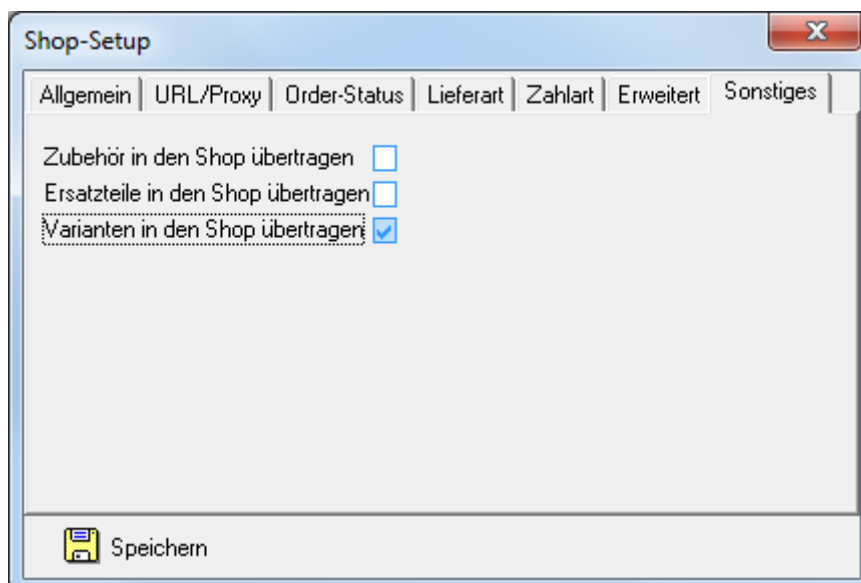 Shop-Setup
Allgemein URL/Proxy Order-Status Lieferart Zahlart Erweitert Sonstiges
Zubehör in den Shop übertragen
Ersatzteile in den Shop übertragen
Varianten in den Shop übertragen
Speichern